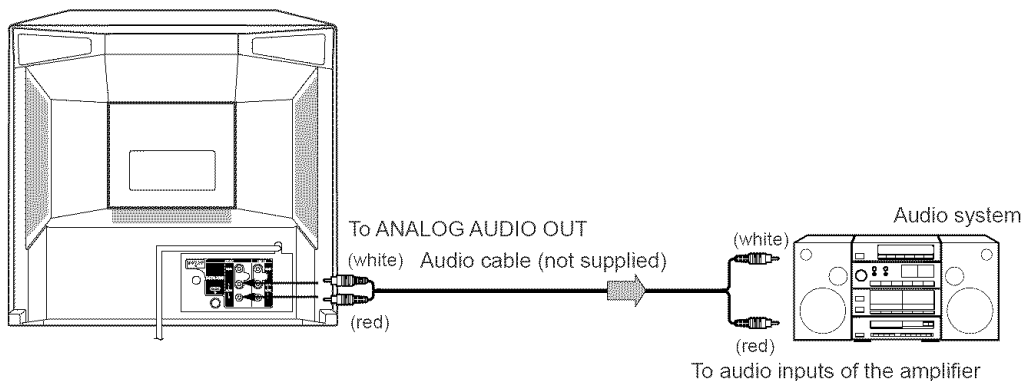 To ANALOG AUDIO OUT
(white)
Audio cable (not supplied)
(red)
(white)
Audio system
(red)
To audio inputs of the amplifier